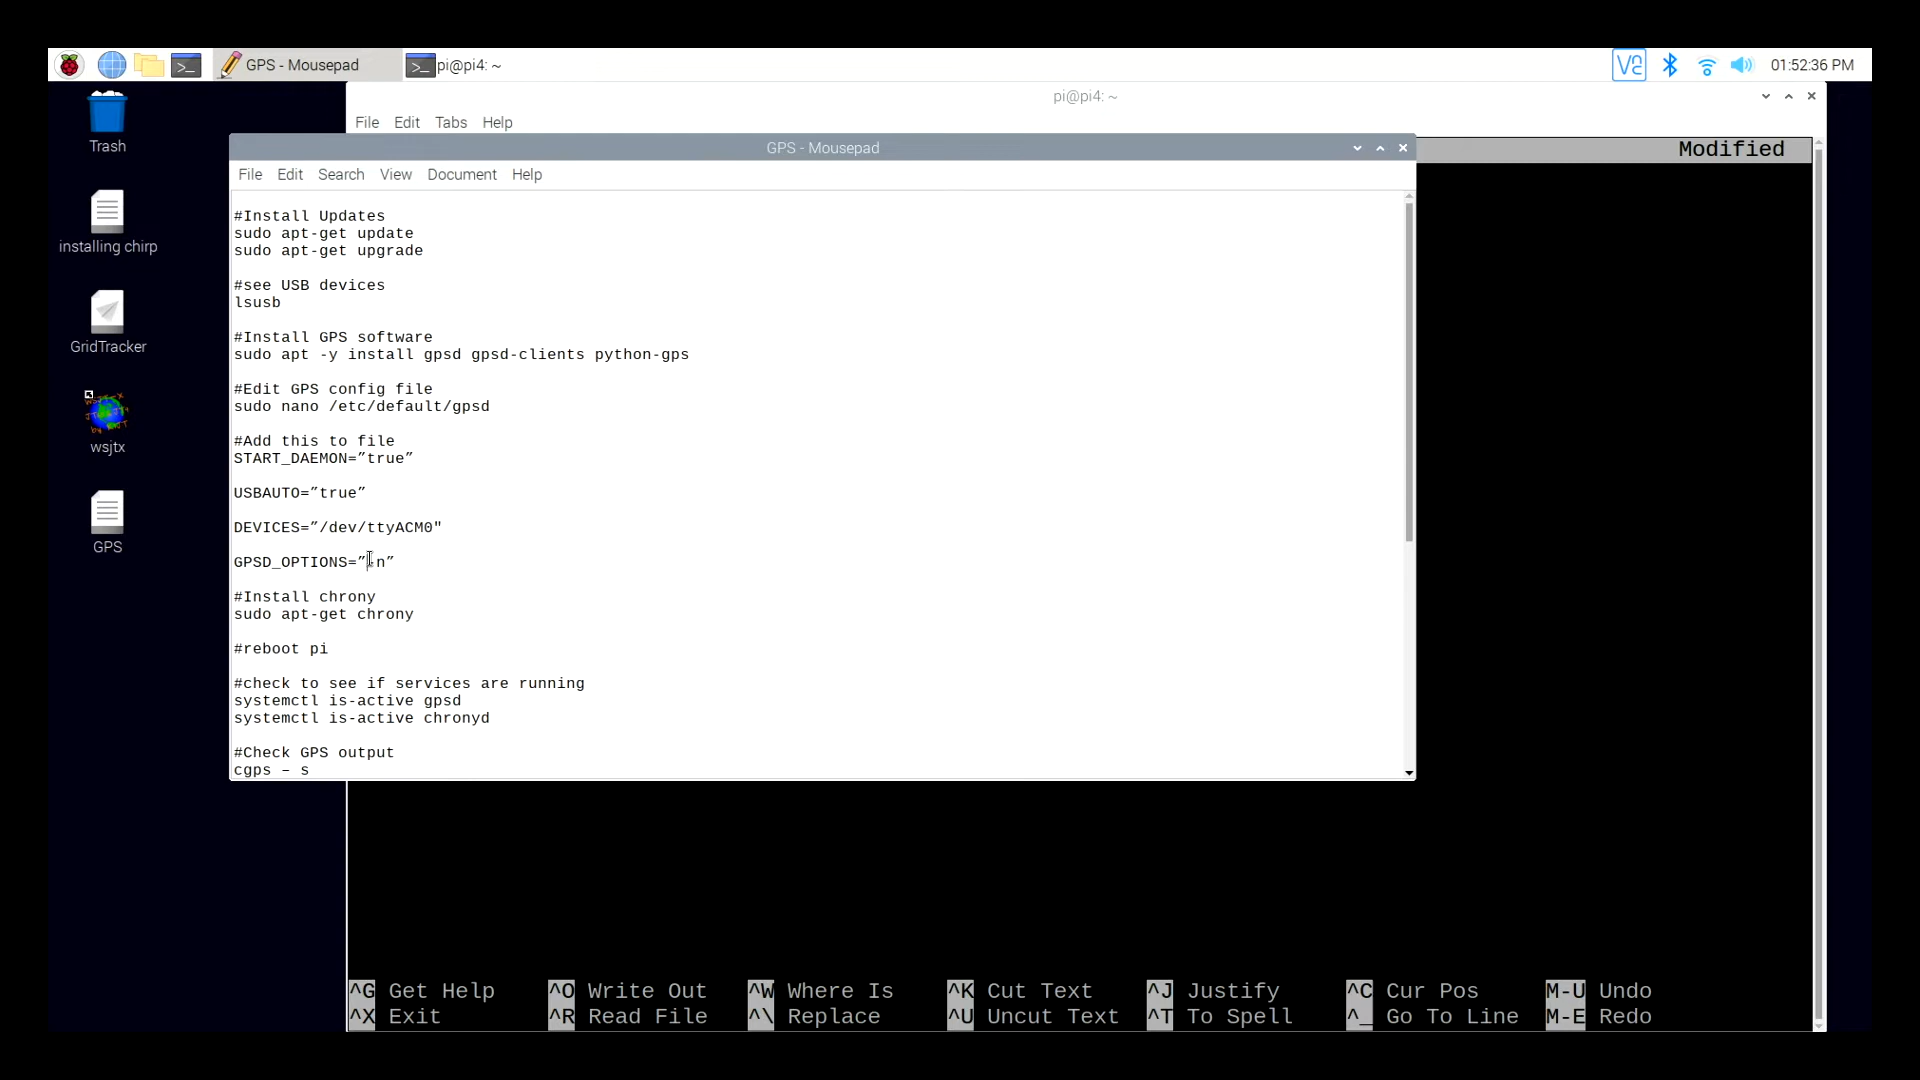 GPS - Mousepad
pi@pi4: ~
VC
01:52:36 PM
pi@pi4: ~
File Edit Tabs Help
Modified
Trash
installing chirp
GridTracker
wsjtx
GPS
GPS - Mousepad
File Edit Search View Document Help
#Install Updates
sudo apt-get update
sudo apt-get upgrade
#see USB devices
lsusb
#Install GPS software
sudo apt -y install gpsd gpsd-clients python-gps
#Edit GPS config file
sudo nano /etc/default/gpsd
#Add this to file
START_DAEMON=”true”
USBAUTO=”true”
DEVICES=”/dev/ttyACM0"
GPSD_OPTIONS=”-n”
#Install chrony
sudo apt-get chrony
#reboot pi
#check to see if services are running
systemctl is-active gpsd
systemctl is-active chronyd
#Check GPS output
cgps – s
^G Get Help ^O Write Out ^W Where Is ^K Cut Text ^J Justify ^C Cur Pos M-U Undo
^X Exit ^R Read File ^\ Replace ^U Uncut Text ^T To Spell ^_ Go To Line M-E Redo